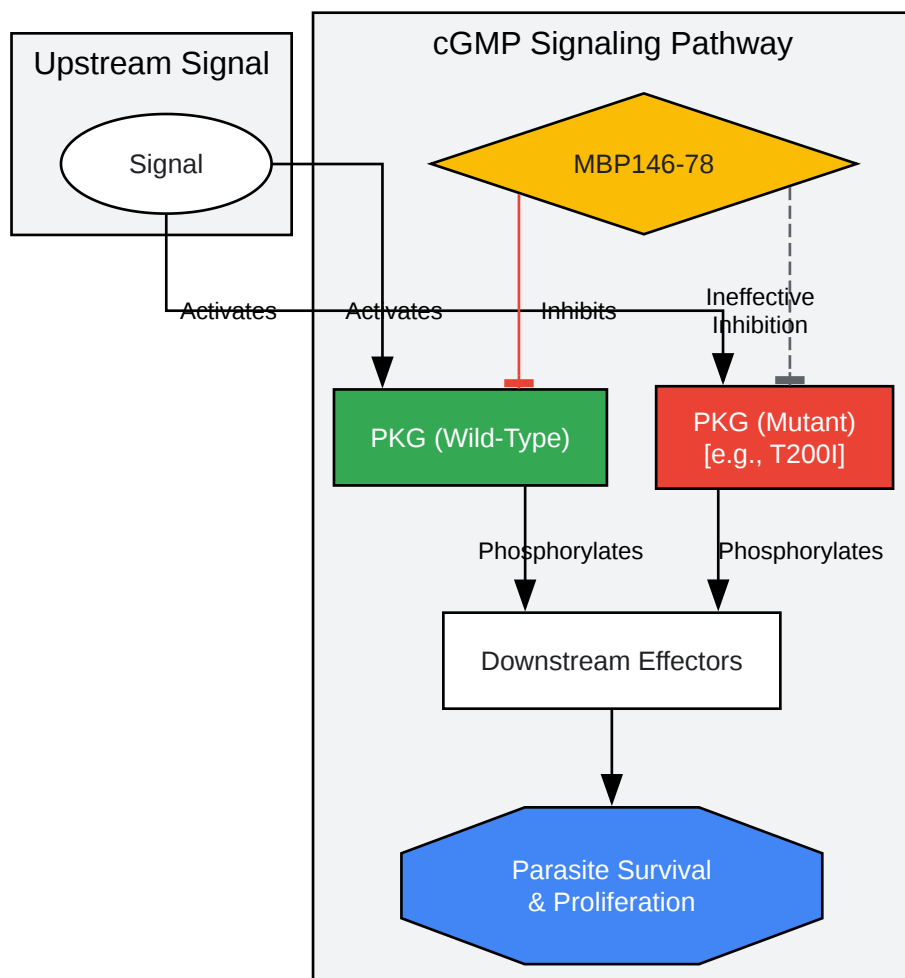 cGMP Signaling Pathway
Upstream Signal
Signal
MBP146-78
Activates
Activates
Inhibits
Ineffective
Inhibition
PKG (Wild-Type)
PKG (Mutant)
[e.g., T200I]
Phosphorylates
Phosphorylates
Downstream Effectors
Parasite Survival
& Proliferation